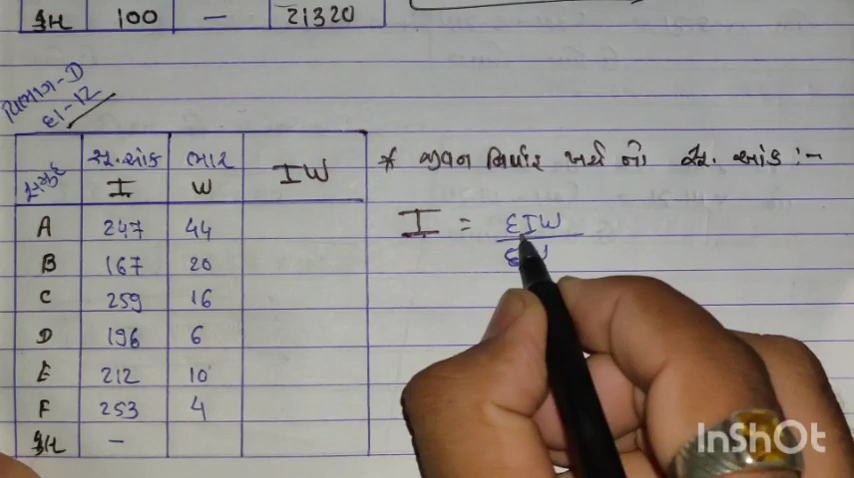 કુલ 100 - 21320
વિભાગ-D
દા-12
સમૂહ સૂ.આંક I ભાર W IW
A 247 44
B 167 20
C 259 16
D 196 6
E 212 10
F 253 4
કુલ -
* જીવન નિર્વાહ ખર્ચ નો સૂ. આંક :-
I = ΣIW
ΣW
InShOt